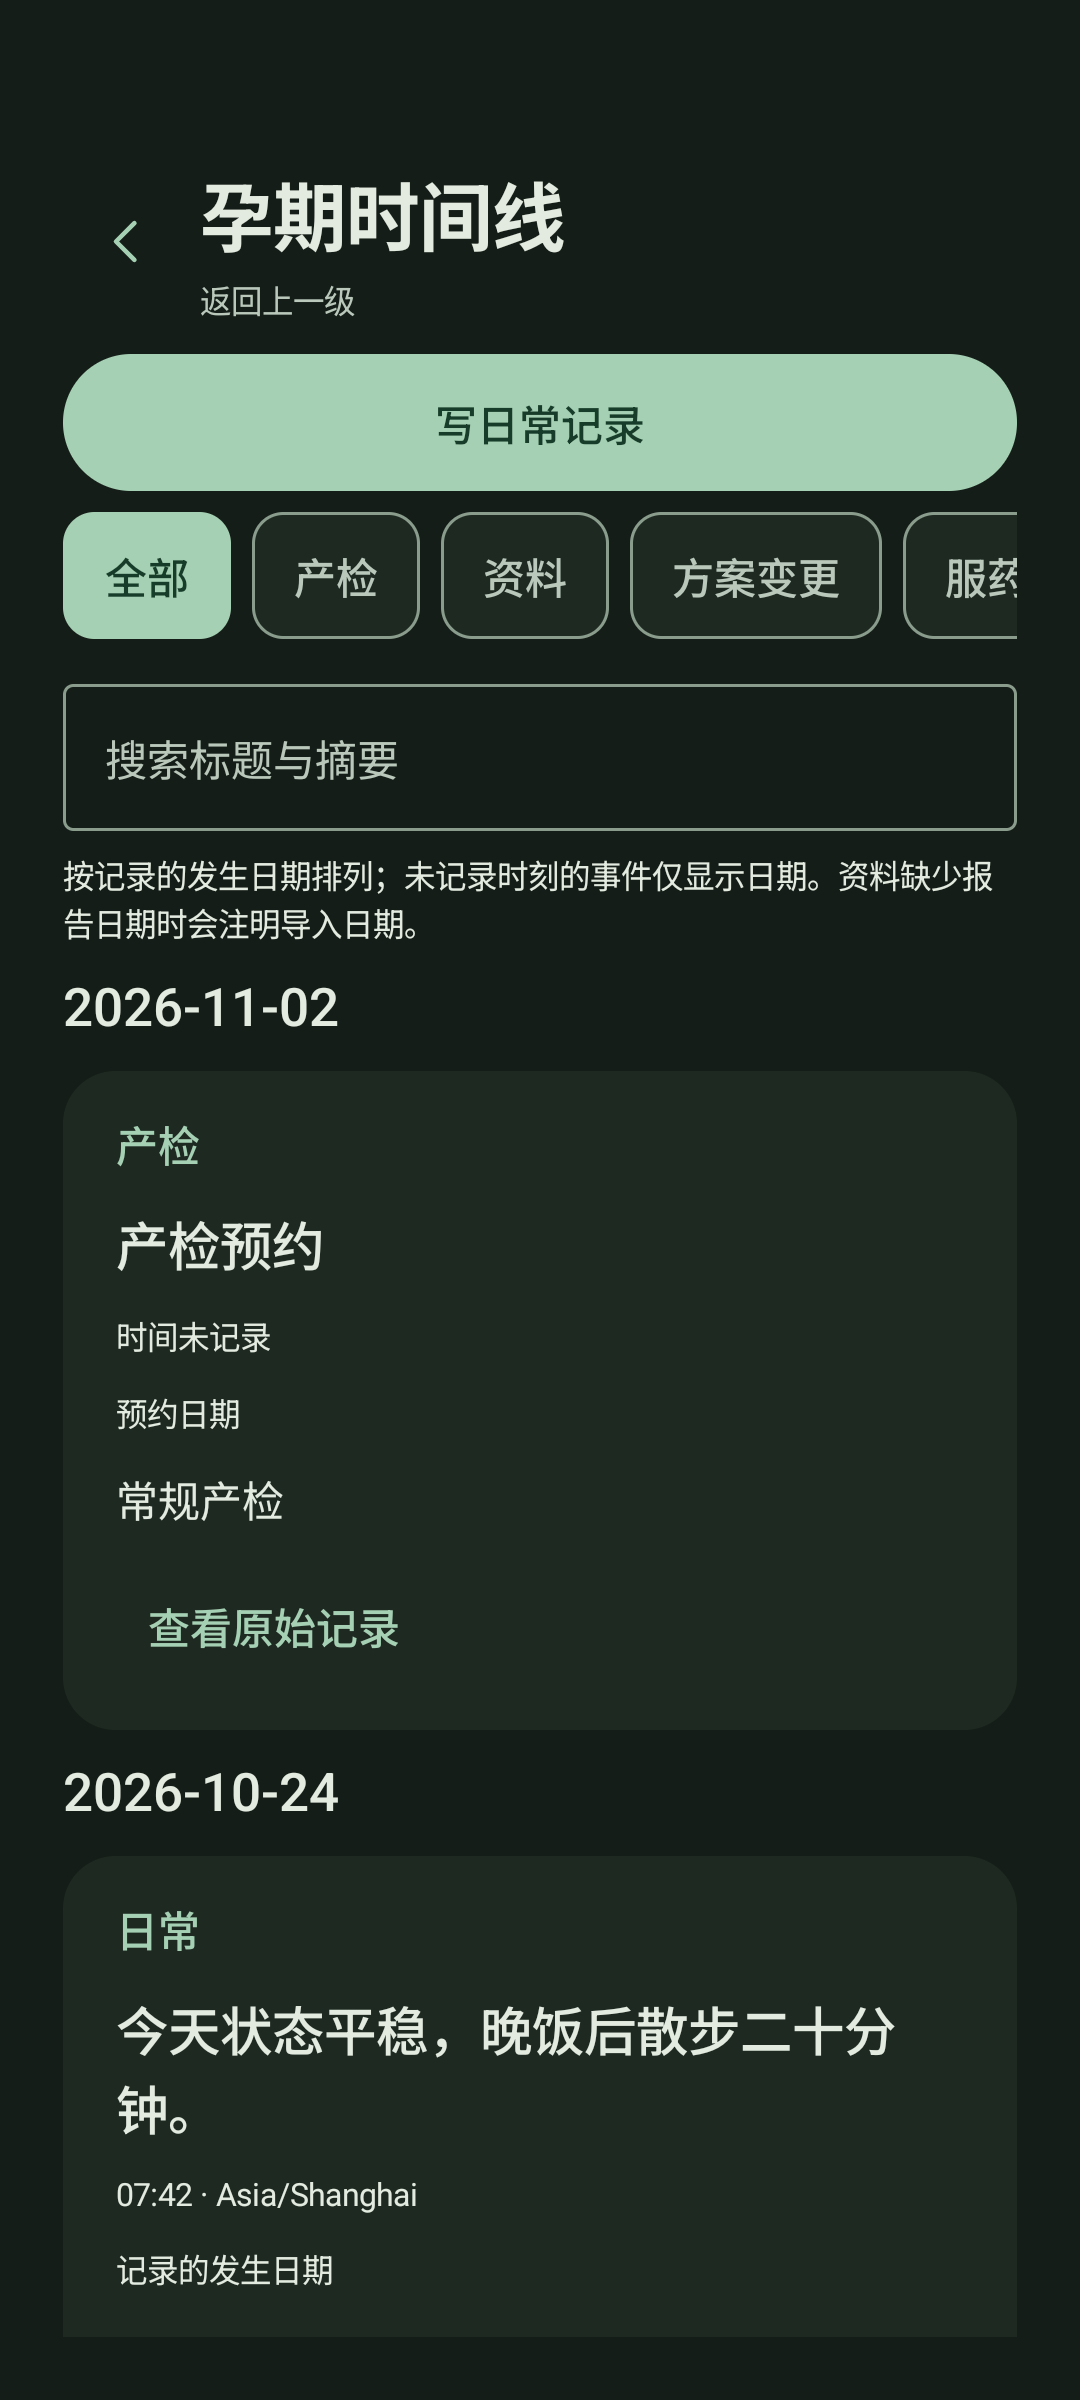 孕期时间线
返回上一级
写日常记录
全部
产检
资料
方案变更
服药
搜索标题与摘要
按记录的发生日期排列；未记录时刻的事件仅显示日期。资料缺少报
告日期时会注明导入日期。
2026-11-02
产检
产检预约
时间未记录
预约日期
常规产检
查看原始记录
2026-10-24
日常
今天状态平稳，晚饭后散步二十分
钟。
07:42 · Asia/Shanghai
记录的发生日期